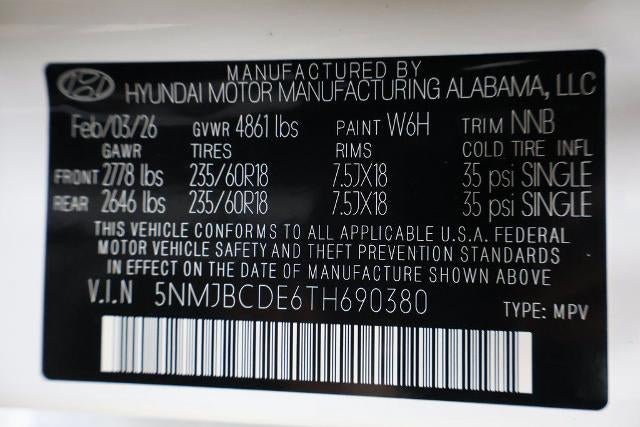 MANUFACTURED BY
HYUNDAI MOTOR MANUFACTURING ALABAMA, LLC
Feb/03/26 GVWR 4861 lbs PAINT W6H TRIM NNB
GAWR TIRES RIMS COLD TIRE INFL
FRONT 2778 lbs 235/60R18 7.5JX18 35 psi SINGLE
REAR 2646 lbs 235/60R18 7.5JX18 35 psi SINGLE
THIS VEHICLE CONFORMS TO ALL APPLICABLE U.S.A. FEDERAL
MOTOR VEHICLE SAFETY AND THEFT PREVENTION STANDARDS
IN EFFECT ON THE DATE OF MANUFACTURE SHOWN ABOVE
V.I.N 5NMJBCDE6TH690380 TYPE: MPV